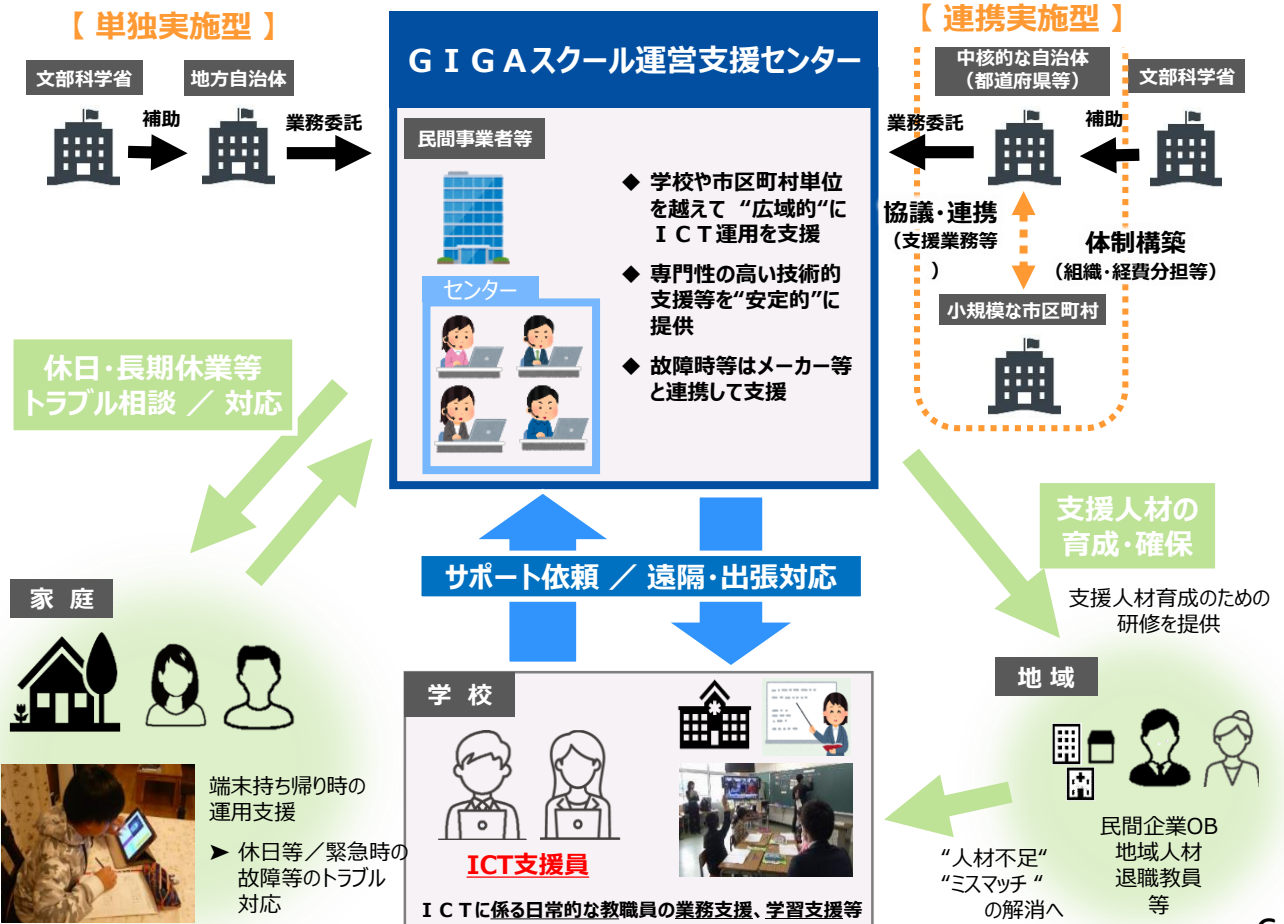 【 単独実施型 】
文部科学省
地方自治体
補助
業務委託
ＧＩＧＡスクール運営支援センター
民間事業者等
センター
◆ 学校や市区町村単位
を越えて “広域的“に
ＩＣＴ運用を支援
◆ 専門性の高い技術的
支援等を“安定的”に
提供
◆ 故障時等はメーカー等
と連携して支援
【 連携実施型 】
中核的な自治体
（都道府県等）
文部科学省
業務委託
補助
協議・連携
（支援業務等
）
体制構築
（組織・経費分担等）
小規模な市区町村
休日・長期休業等
トラブル相談 ／ 対応
サポート依頼 ／ 遠隔・出張対応
支援人材の
育成・確保
支援人材育成のための
研修を提供
家 庭
端末持ち帰り時の
運用支援
➤ 休日等／緊急時の
故障等のトラブル
対応
学 校
ICT支援員
ＩＣＴに係る日常的な教職員の業務支援、学習支援等
地 域
民間企業OB
地域人材
退職教員
等
“人材不足“
“ミスマッチ “
の解消へ